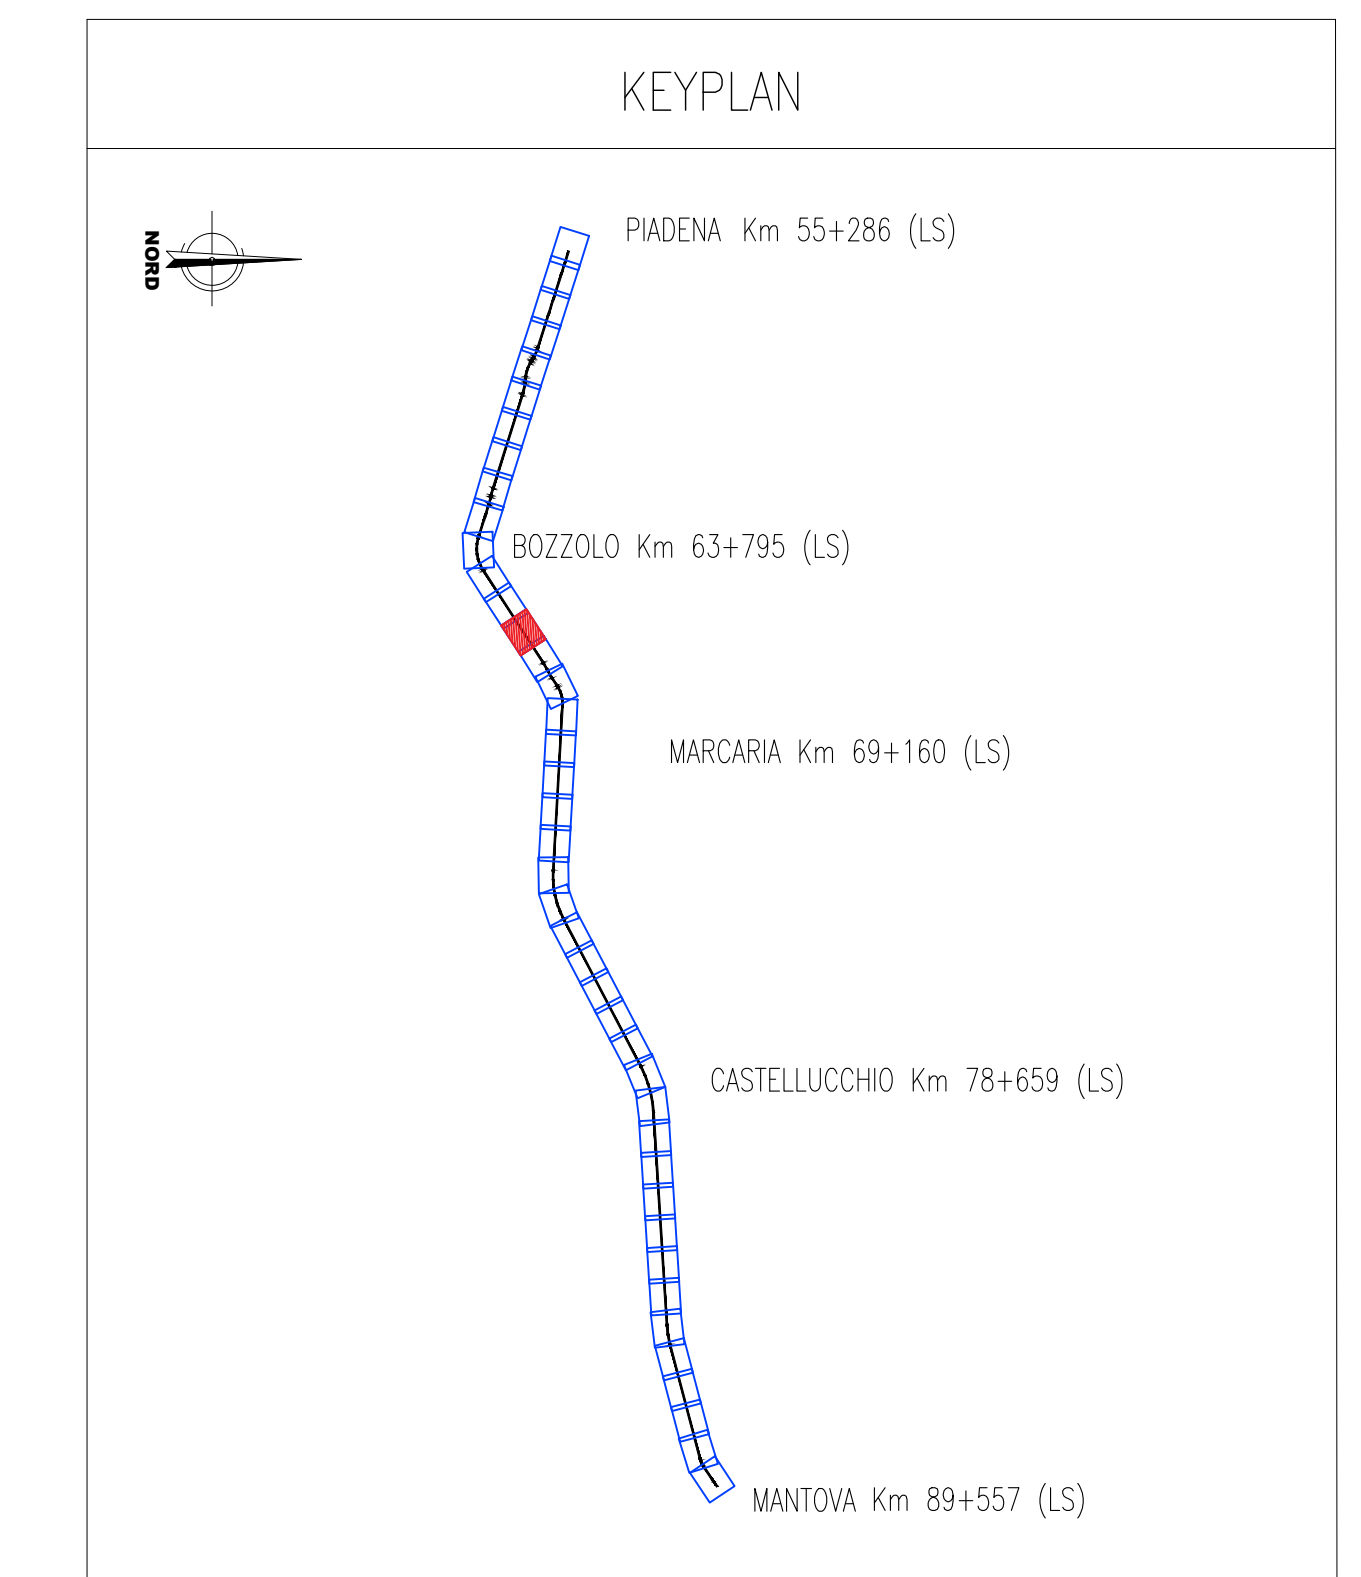 KEYPLAN
NORD
PIADENA Km 55+286 (LS)
BOZZOLO Km 63+795 (LS)
MARCARIA Km 69+160 (LS)
CASTELLUCCHIO Km 78+659 (LS)
MANTOVA Km 89+557 (LS)